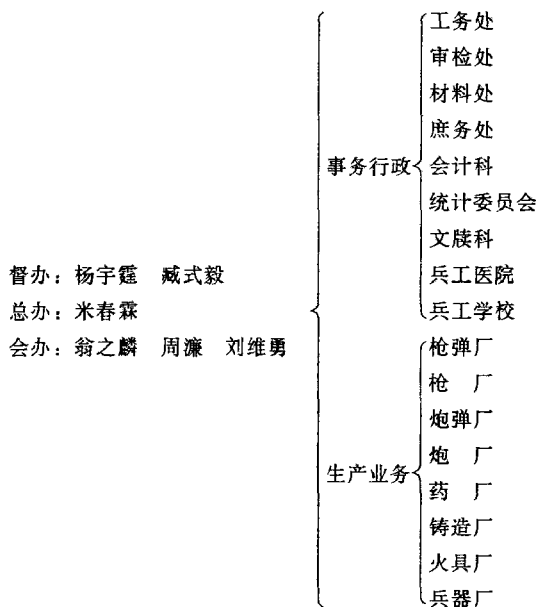 督办：杨宇霆 臧式毅
总办：米春霖
会办：翁之麟 周濂 刘维勇
事务行政
工务处
审检处
材料处
庶务处
会计科
统计委员会
文牍科
兵工医院
兵工学校
生产业务
枪弹厂
枪 厂
炮弹厂
炮 厂
药 厂
铸造厂
火具厂
兵器厂